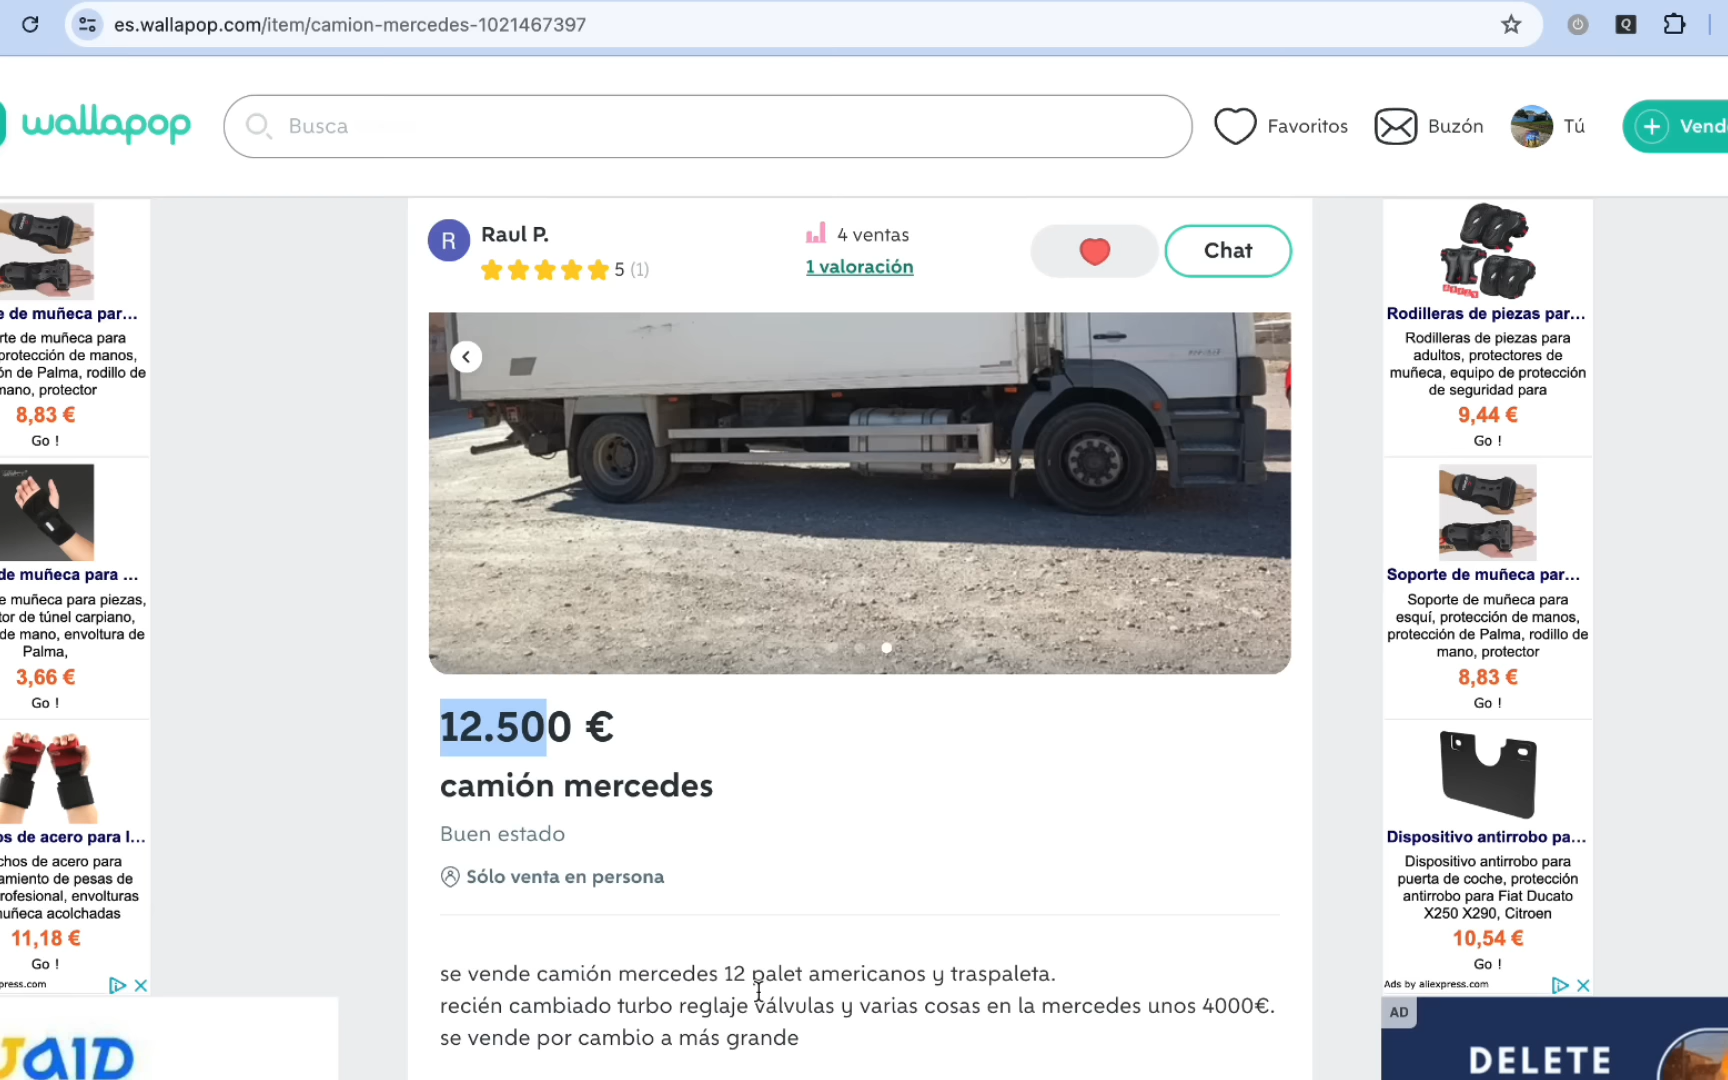 es.wallapop.com/item/camion-mercedes-1021467397
Q
wallapop
Busca
Favoritos
Buzón
Tú
+ Vend
R
Raul P.
5 (1)
4 ventas
1 valoración
Chat
12.500 €
camión mercedes
Buen estado
Sólo venta en persona
se vende camión mercedes 12 palet americanos y traspaleta.
recién cambiado turbo reglaje válvulas y varias cosas en la mercedes unos 4000€.
se vende por cambio a más grande
e de muñeca par...
rte de muñeca para
protección de manos,
ón de Palma, rodillo de
mano, protector
8,83 €
Go !
de muñeca para ...
e muñeca para piezas,
tor de túnel carpiano,
de mano, envoltura de
Palma,
3,66 €
Go !
os de acero para l...
chos de acero para
amiento de pesas de
rofesional, envolturas
muñeca acolchadas
11,18 €
Go !
press.com
AID
Rodilleras de piezas par...
Rodilleras de piezas para
adultos, protectores de
muñeca, equipo de protección
de seguridad para
9,44 €
Go !
Soporte de muñeca par...
Soporte de muñeca para
esquí, protección de manos,
protección de Palma, rodillo de
mano, protector
8,83 €
Go !
Dispositivo antirrobo pa...
Dispositivo antirrobo para
puerta de coche, protección
antirrobo para Fiat Ducato
X250 X290, Citroen
10,54 €
Go !
Ads by aliexpress.com
AD
DELETE